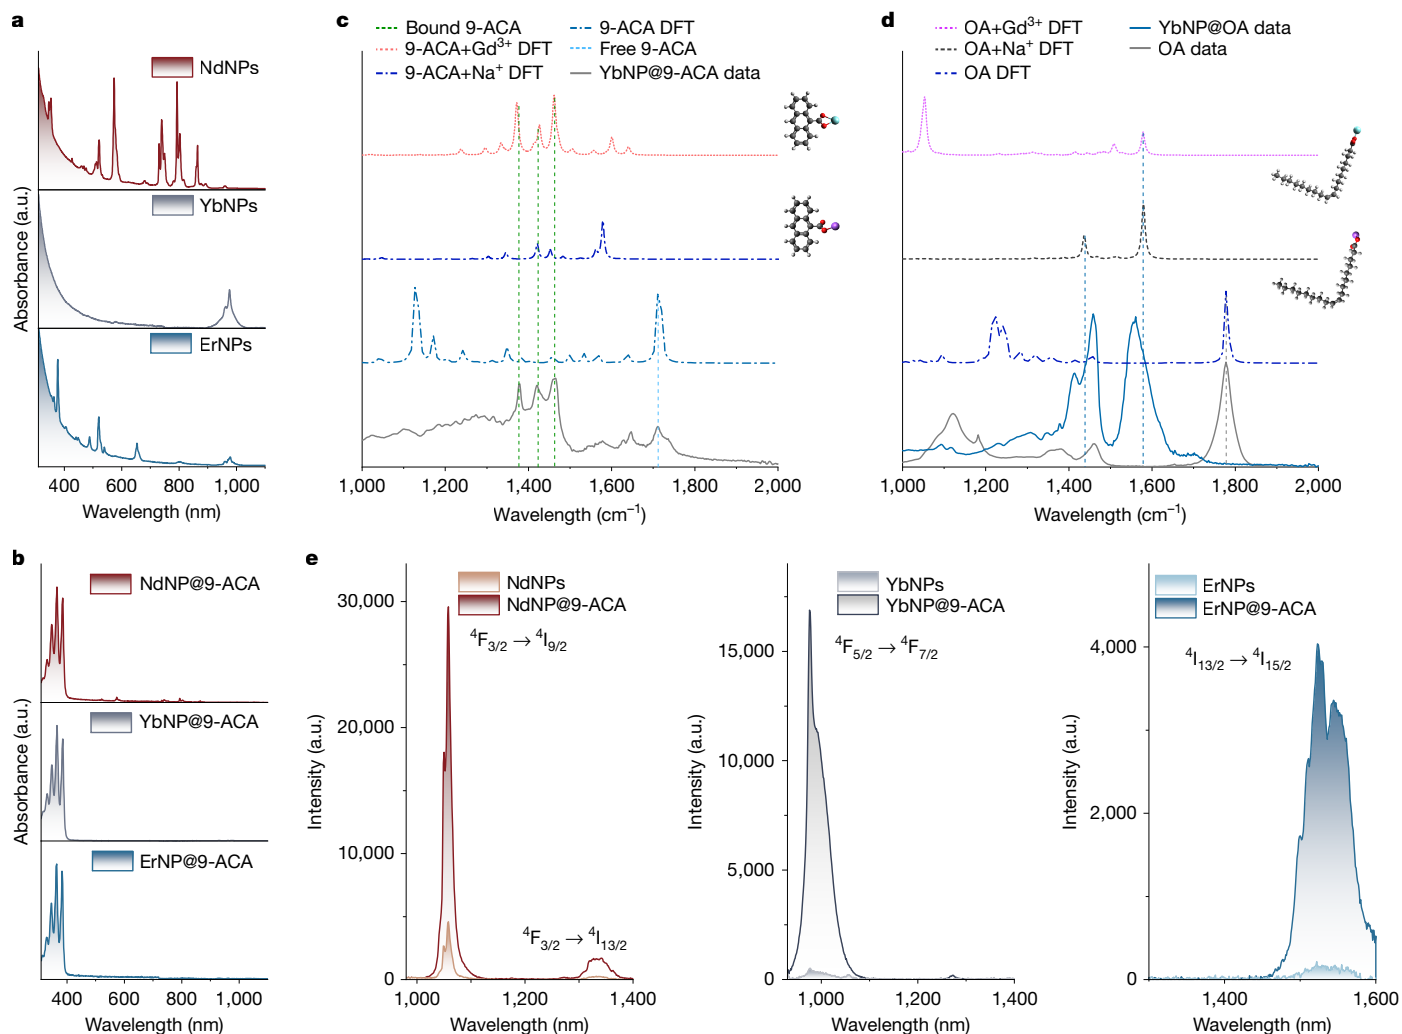 a
NdNPs
YbNPs
ErNPs
Absorbance (a.u.)
400 600 800 1,000
Wavelength (nm)
b
NdNP@9-ACA
YbNP@9-ACA
ErNP@9-ACA
Absorbance (a.u.)
400 600 800 1,000
Wavelength (nm)
c
Bound 9-ACA
9-ACA+Gd³⁺ DFT
9-ACA+Na⁺ DFT
9-ACA DFT
Free 9-ACA
YbNP@9-ACA data
1,000 1,200 1,400 1,600 1,800 2,000
Wavelength (cm⁻¹)
d
OA+Gd³⁺ DFT
OA+Na⁺ DFT
OA DFT
YbNP@OA data
OA data
1,000 1,200 1,400 1,600 1,800 2,000
Wavelength (cm⁻¹)
e
NdNPs
NdNP@9-ACA
⁴F₃/₂ → ⁴I₉/₂
⁴F₃/₂ → ⁴I₁₃/₂
30,000
20,000
10,000
0
Intensity (a.u.)
1,000 1,200 1,400
Wavelength (nm)
YbNPs
YbNP@9-ACA
⁴F₅/₂ → ⁴F₇/₂
15,000
10,000
5,000
0
Intensity (a.u.)
1,000 1,200 1,400
Wavelength (nm)
ErNPs
ErNP@9-ACA
⁴I₁₃/₂ → ⁴I₁₅/₂
4,000
2,000
0
Intensity (a.u.)
1,400 1,600
Wavelength (nm)